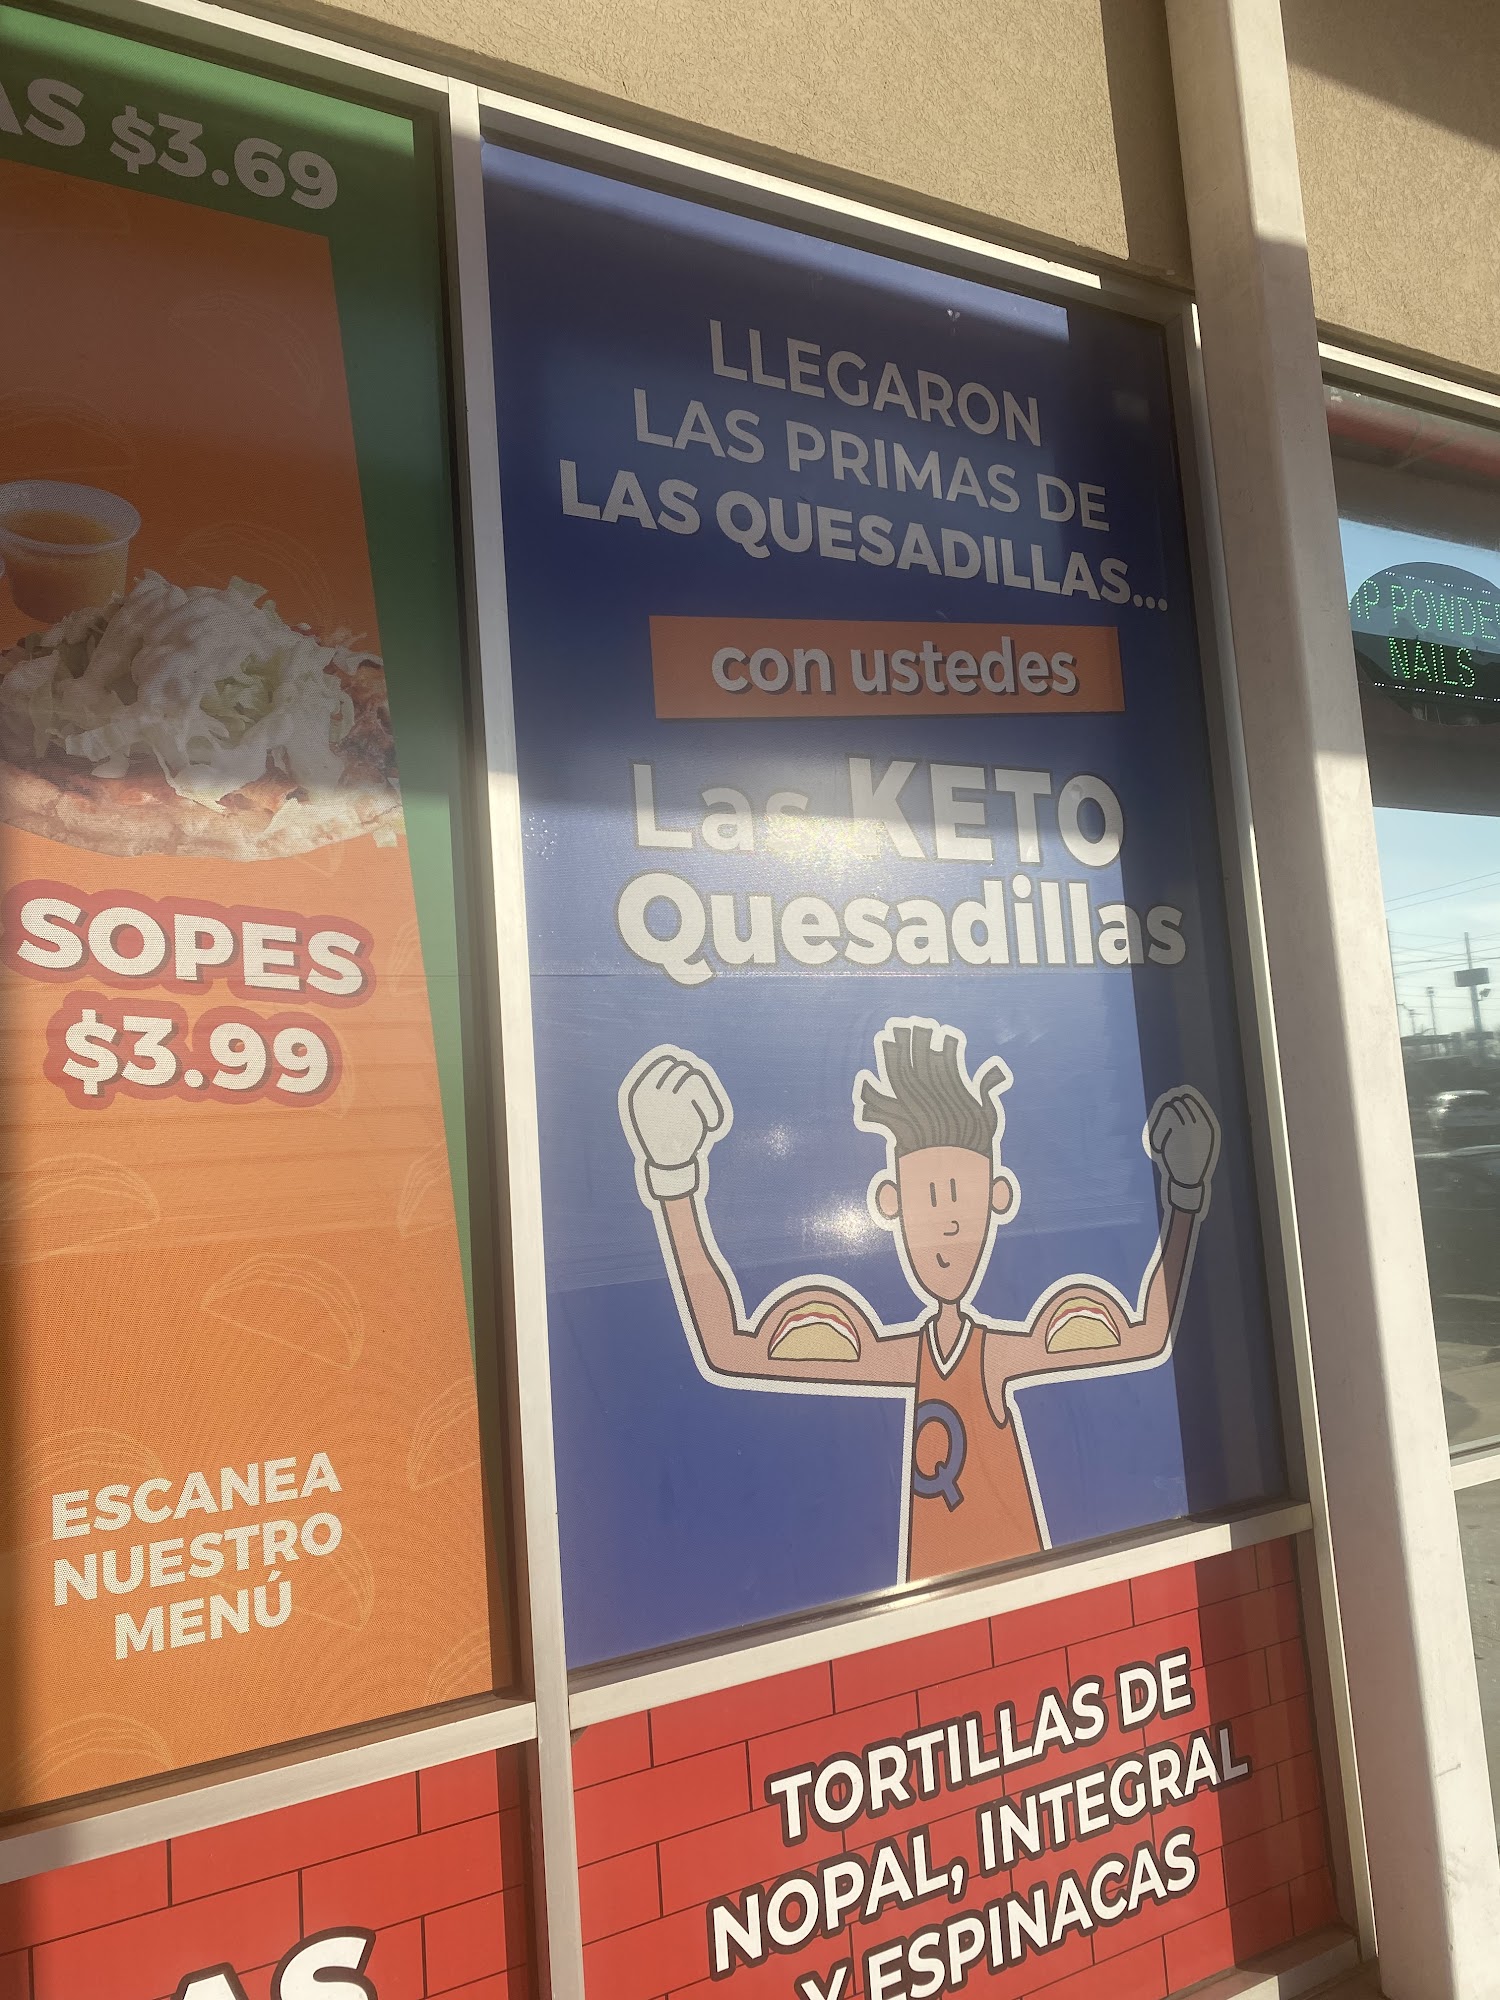 $3.69
SOPES
$3.99
ESCANEA
NUESTRO
MENÚ
LLEGARON
LAS PRIMAS DE
LAS QUESADILLAS...
con ustedes
Las KETO
Quesadillas
Q
TORTILLAS DE
NOPAL, INTEGRAL
Y ESPINACAS
POWDER
NAILS